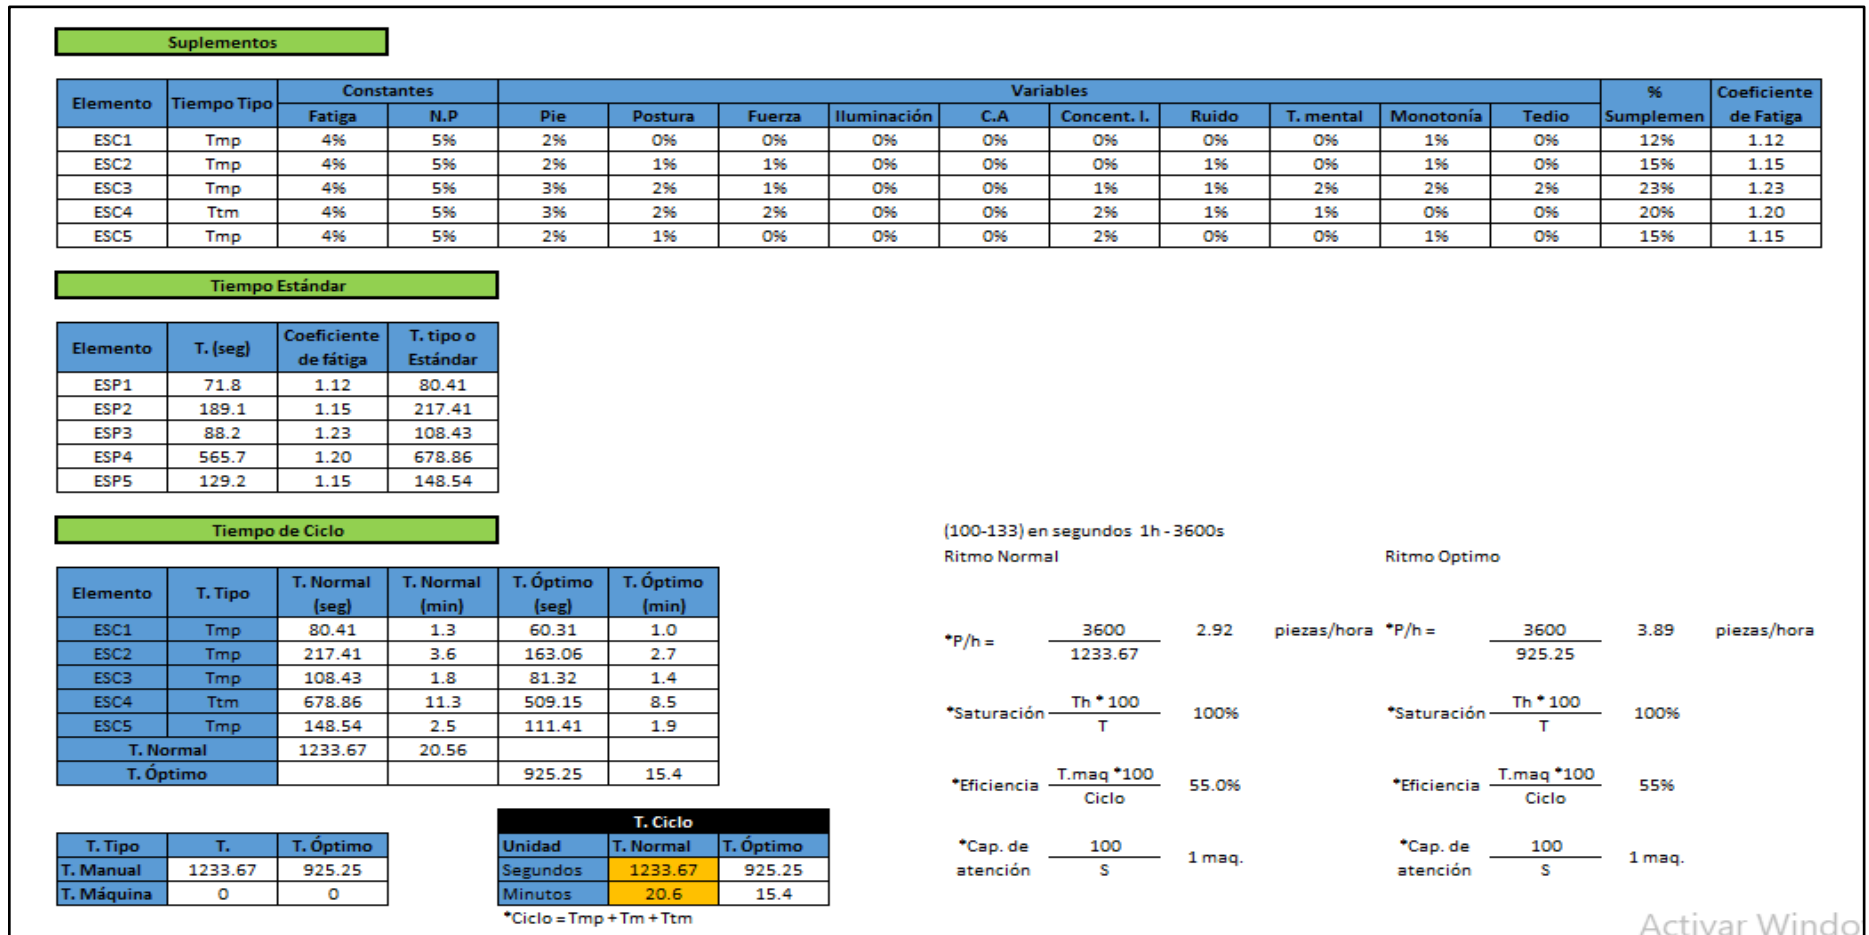 Suplementos
Elemento Tiempo Tipo Constantes Variables % Sumplemen Coeficiente de Fatiga
Fatiga N.P Pie Postura Fuerza Iluminación C.A Concent. I. Ruido T. mental Monotonía Tedio
ESC1 Tmp 4% 5% 2% 0% 0% 0% 0% 0% 0% 0% 1% 0% 12% 1.12
ESC2 Tmp 4% 5% 2% 1% 1% 0% 0% 0% 1% 0% 1% 0% 15% 1.15
ESC3 Tmp 4% 5% 3% 2% 1% 0% 0% 1% 1% 2% 2% 2% 23% 1.23
ESC4 Ttm 4% 5% 3% 2% 2% 0% 0% 2% 1% 1% 0% 0% 20% 1.20
ESC5 Tmp 4% 5% 2% 1% 0% 0% 0% 2% 0% 0% 1% 0% 15% 1.15
Tiempo Estándar
Elemento T. (seg) Coeficiente de fátiga T. tipo o Estándar
ESP1 71.8 1.12 80.41
ESP2 189.1 1.15 217.41
ESP3 88.2 1.23 108.43
ESP4 565.7 1.20 678.86
ESP5 129.2 1.15 148.54
Tiempo de Ciclo
Elemento T. Tipo T. Normal (seg) T. Normal (min) T. Óptimo (seg) T. Óptimo (min)
ESC1 Tmp 80.41 1.3 60.31 1.0
ESC2 Tmp 217.41 3.6 163.06 2.7
ESC3 Tmp 108.43 1.8 81.32 1.4
ESC4 Ttm 678.86 11.3 509.15 8.5
ESC5 Tmp 148.54 2.5 111.41 1.9
T. Normal 1233.67 20.56
T. Óptimo 925.25 15.4
T. Tipo T. T. Óptimo
T. Manual 1233.67 925.25
T. Máquina 0 0
T. Ciclo
Unidad T. Normal T. Óptimo
Segundos 1233.67 925.25
Minutos 20.6 15.4
*Ciclo = Tmp + Tm + Ttm
(100-133) en segundos 1h - 3600s
Ritmo Normal
*P/h = 3600 2.92 piezas/hora
1233.67
*Saturación Th * 100 100%
T
*Eficiencia T.maq *100 55.0%
Ciclo
*Cap. de atención 100 1 maq.
S
Ritmo Optimo
*P/h = 3600 3.89 piezas/hora
925.25
*Saturación Th * 100 100%
T
*Eficiencia T.maq *100 55%
Ciclo
*Cap. de atención 100 1 maq.
S
Activar Windo